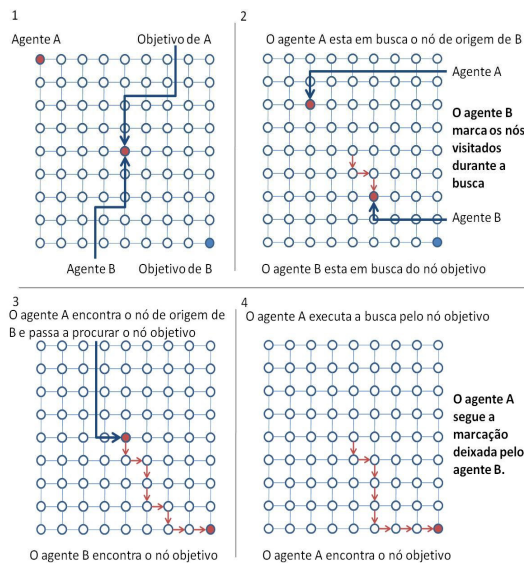 1
Agente A
Objetivo de A
Agente B
Objetivo de B
2
O agente A esta em busca o nó de origem de B
Agente A
O agente B
marca os nós
visitados
durante a
busca
Agente B
O agente B esta em busca do nó objetivo
3
O agente A encontra o nó de origem de
B e passa a procurar o nó objetivo
O agente B encontra o nó objetivo
4
O agente A executa a busca pelo nó objetivo
O agente A
segue a
marcação
deixada pelo
agente B.
O agente A encontra o nó objetivo